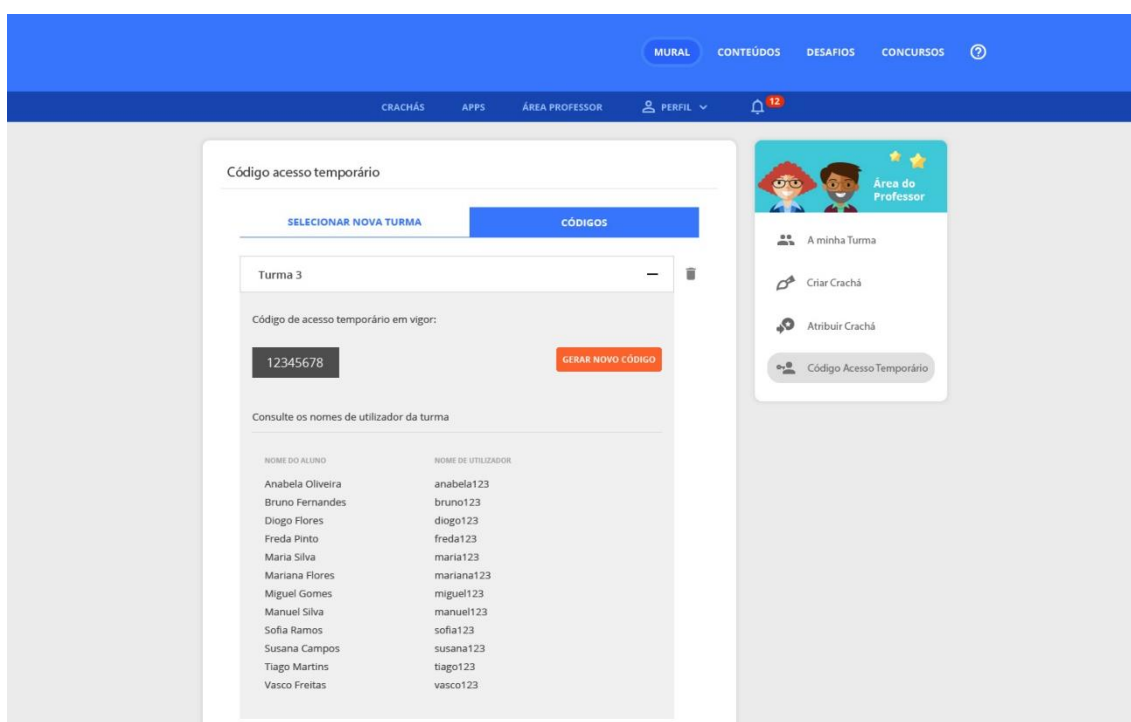 MURAL CONTEÚDOS DESAFIOS CONCURSOS ?
CRACHÁS APPS ÁREA PROFESSOR PERFIL 12
Código acesso temporário
SELECIONAR NOVA TURMA CÓDIGOS
Turma 3
Código de acesso temporário em vigor:
12345678 GERAR NOVO CÓDIGO
Consulte os nomes de utilizador da turma
NOME DO ALUNO NOME DE UTILIZADOR
Anabela Oliveira anabela123
Bruno Fernandes bruno123
Diogo Flores diogo123
Freda Pinto freda123
Maria Silva maria123
Mariana Flores mariana123
Miguel Gomes miguel123
Manuel Silva manuel123
Sofia Ramos sofia123
Susana Campos susana123
Tiago Martins tiago123
Vasco Freitas vasco123
Área do
Professor
A minha Turma
Criar Crachá
Atribuir Crachá
Código Acesso Temporário